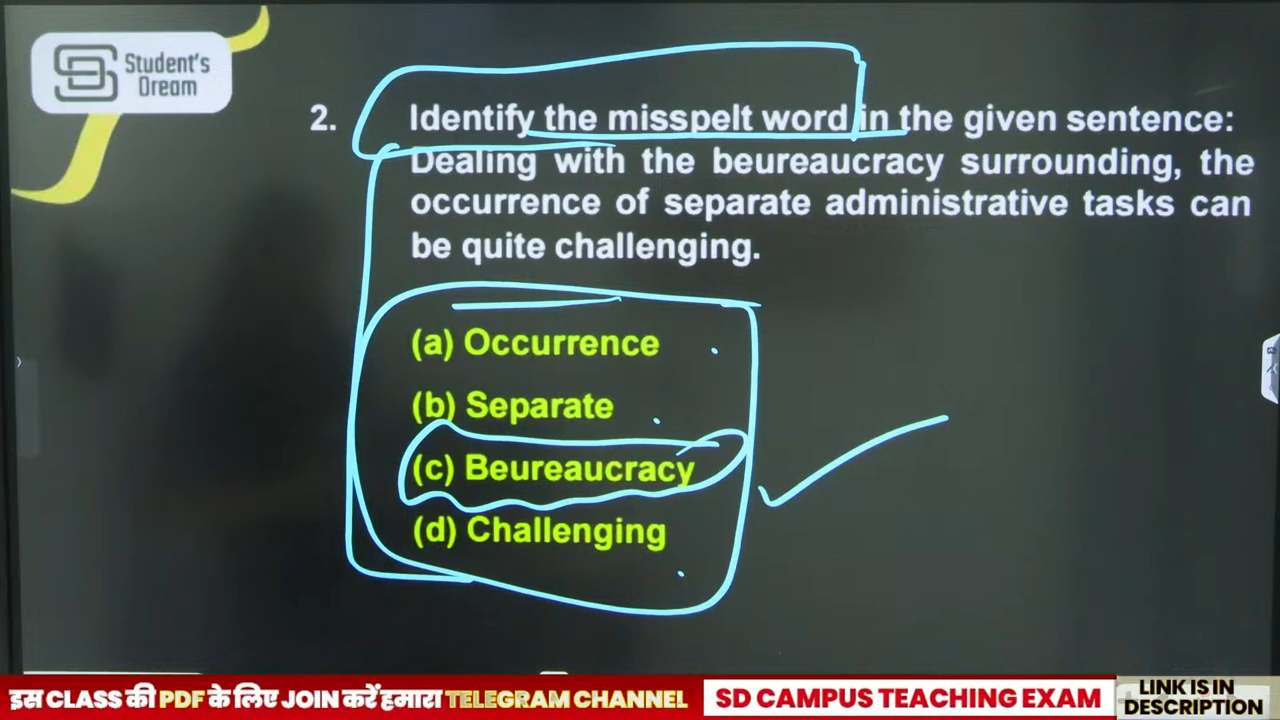 Student's
Dream
2. Identify the misspelt word in the given sentence:
Dealing with the beureaucracy surrounding, the
occurrence of separate administrative tasks can
be quite challenging.
(a) Occurrence
(b) Separate
(c) Beureaucracy
(d) Challenging
इस CLASS की PDF के लिए JOIN करें हमारा TELEGRAM CHANNEL
SD CAMPUS TEACHING EXAM
LINK IS IN
DESCRIPTION